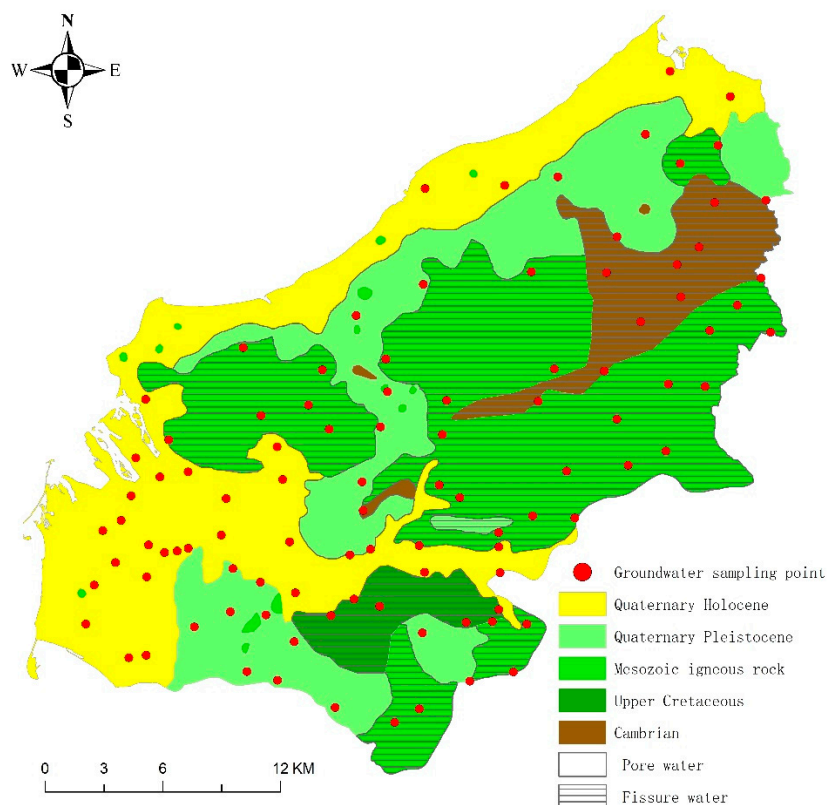 N
W E
S
Groundwater sampling point
Quaternary Holocene
Quaternary Pleistocene
Mesozoic igneous rock
Upper Cretaceous
Cambrian
Pore water
Fissure water
0 3 6 12 KM